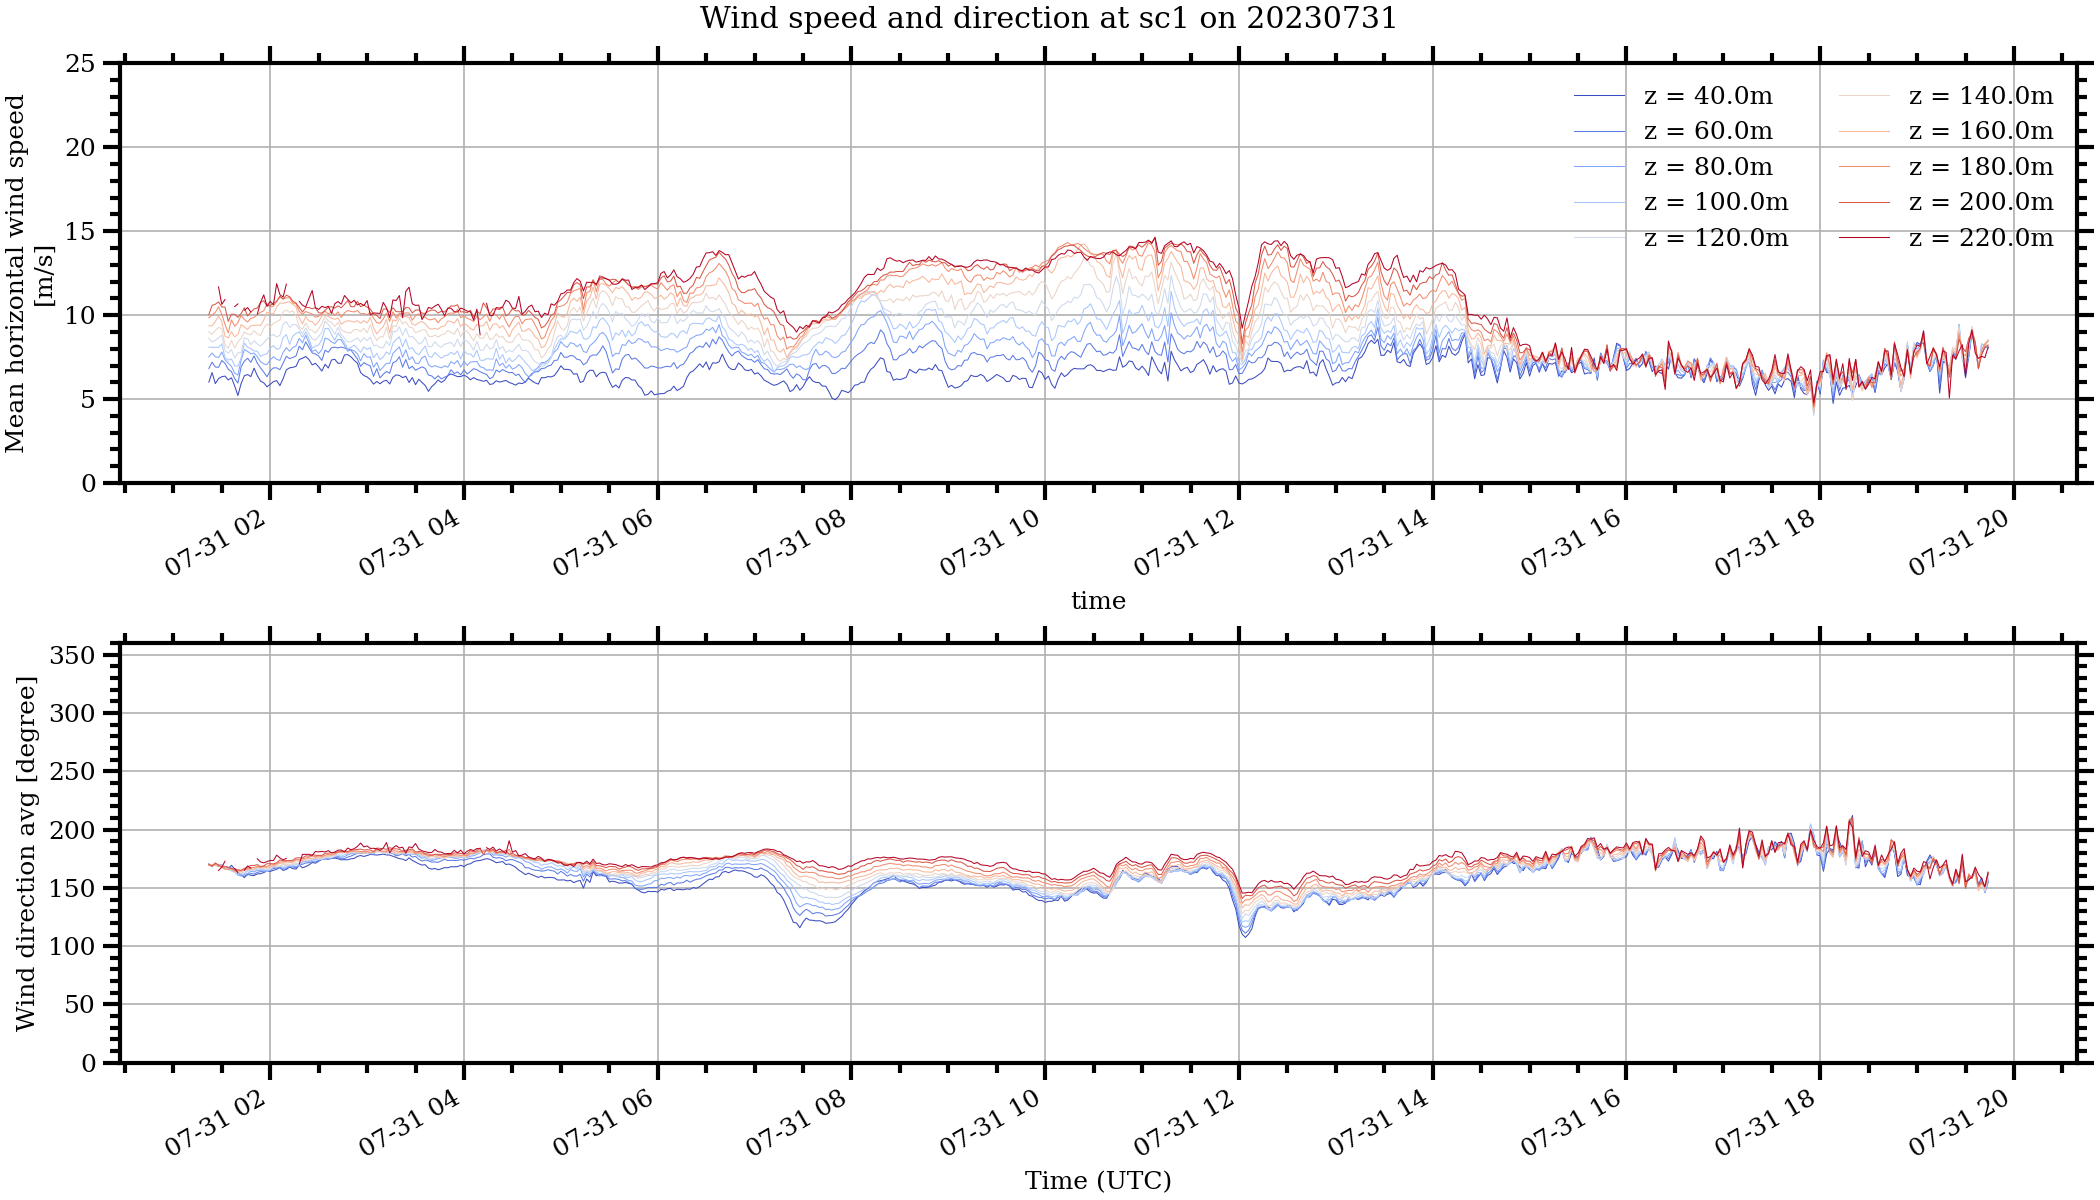 Wind speed and direction at sc1 on 20230731
Mean horizontal wind speed
[m/s]
25
20
15
10
5
0
z = 40.0m
z = 60.0m
z = 80.0m
z = 100.0m
z = 120.0m
z = 140.0m
z = 160.0m
z = 180.0m
z = 200.0m
z = 220.0m
07-31 02
07-31 04
07-31 06
07-31 08
07-31 10
07-31 12
07-31 14
07-31 16
07-31 18
07-31 20
time
Wind direction avg [degree]
350
300
250
200
150
100
50
0
07-31 02
07-31 04
07-31 06
07-31 08
07-31 10
07-31 12
07-31 14
07-31 16
07-31 18
07-31 20
Time (UTC)